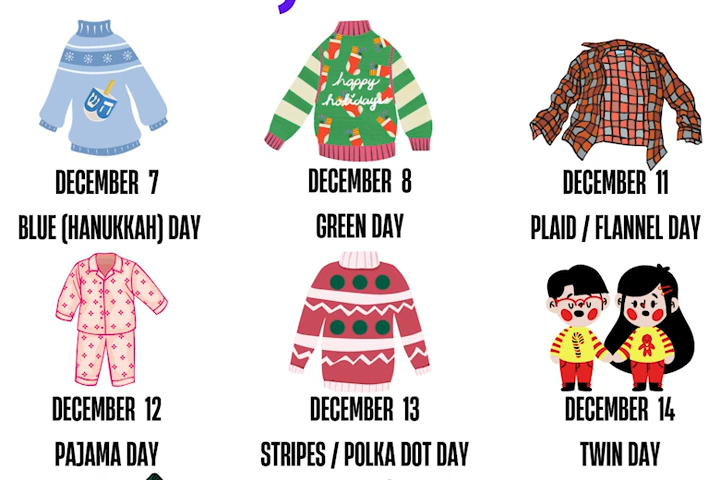 happy
holidays
DECEMBER 7
DECEMBER 8
DECEMBER 11
BLUE (HANUKKAH) DAY
GREEN DAY
PLAID / FLANNEL DAY
DECEMBER 12
DECEMBER 13
DECEMBER 14
PAJAMA DAY
STRIPES / POLKA DOT DAY
TWIN DAY